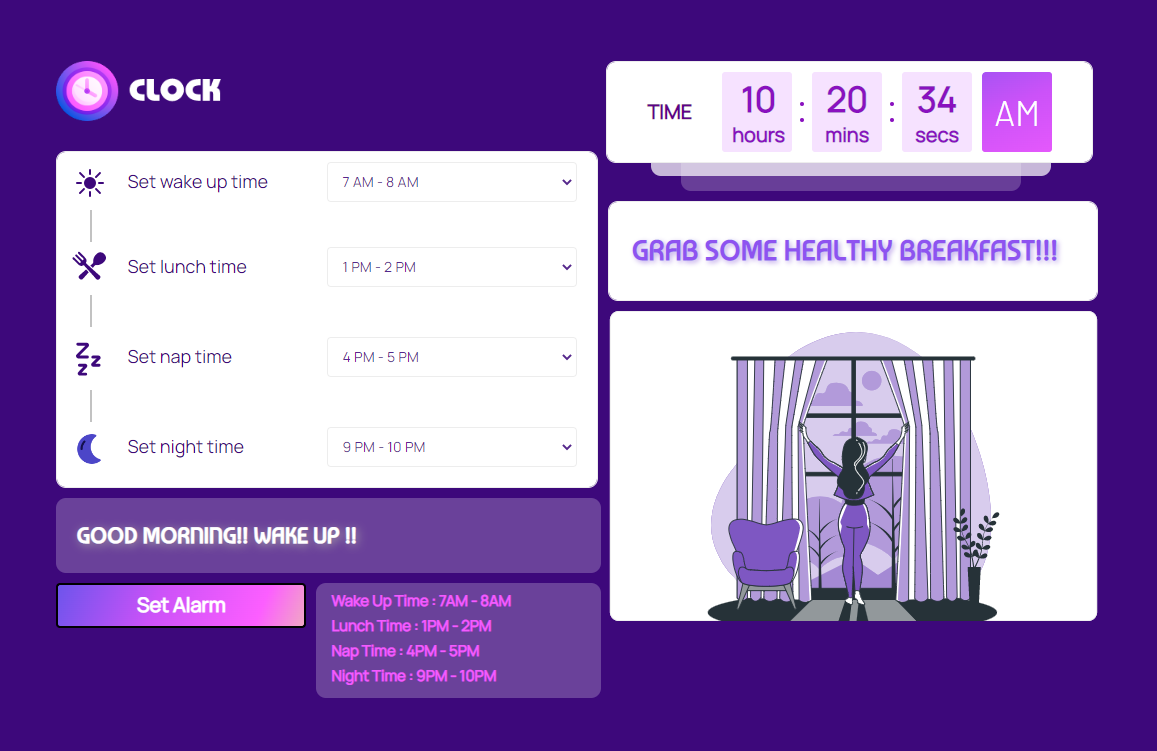 CLOCK
TIME
10 : 20 : 34 AM
hours mins secs
Set wake up time 7 AM - 8 AM
Set lunch time 1 PM - 2 PM
Set nap time 4 PM - 5 PM
Set night time 9 PM - 10 PM
GRAB SOME HEALTHY BREAKFAST!!!
GOOD MORNING!! WAKE UP !!
Set Alarm
Wake Up Time : 7AM - 8AM
Lunch Time : 1PM - 2PM
Nap Time : 4PM - 5PM
Night Time : 9PM - 10PM